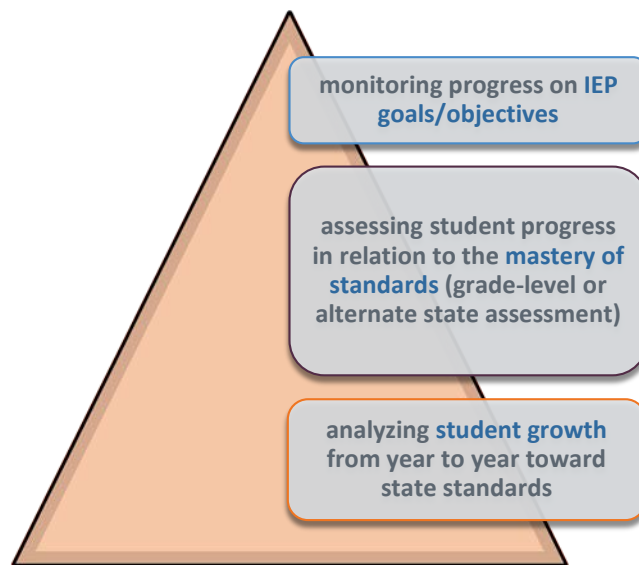 monitoring progress on IEP
goals/objectives
assessing student progress
in relation to the mastery of
standards (grade-level or
alternate state assessment)
analyzing student growth
from year to year toward
state standards